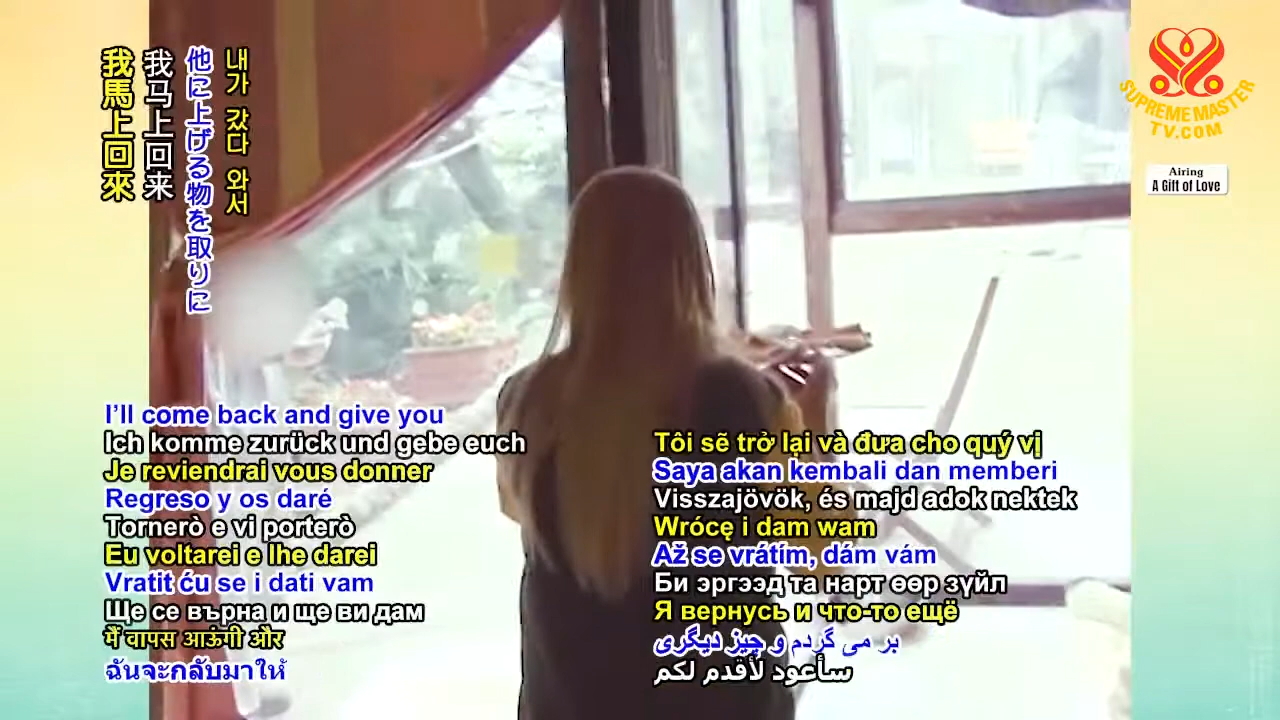 我馬上回來
我马上回来
他に上げる物を取りに
내가 갔다 와서
SUPREME MASTER
TV.COM
Airing
A Gift of Love
I'll come back and give you
Ich komme zurück und gebe euch
Je reviendrai vous donner
Regreso y os daré
Tornerò e vi porterò
Eu voltarei e lhe darei
Vratit ću se i dati vam
Ще се върна и ще ви дам
मैं वापस आऊंगी और
ฉันจะกลับมาให้
Tôi sẽ trở lại và đưa cho quý vị
Saya akan kembali dan memberi
Visszajövök, és majd adok nektek
Wrócę i dam wam
Až se vrátím, dám vám
Би эргээд та нарт өөр зүйл
Я вернусь и что-то ещё
بر می گردم و چیز دیگری
سأعود لأقدم لكم